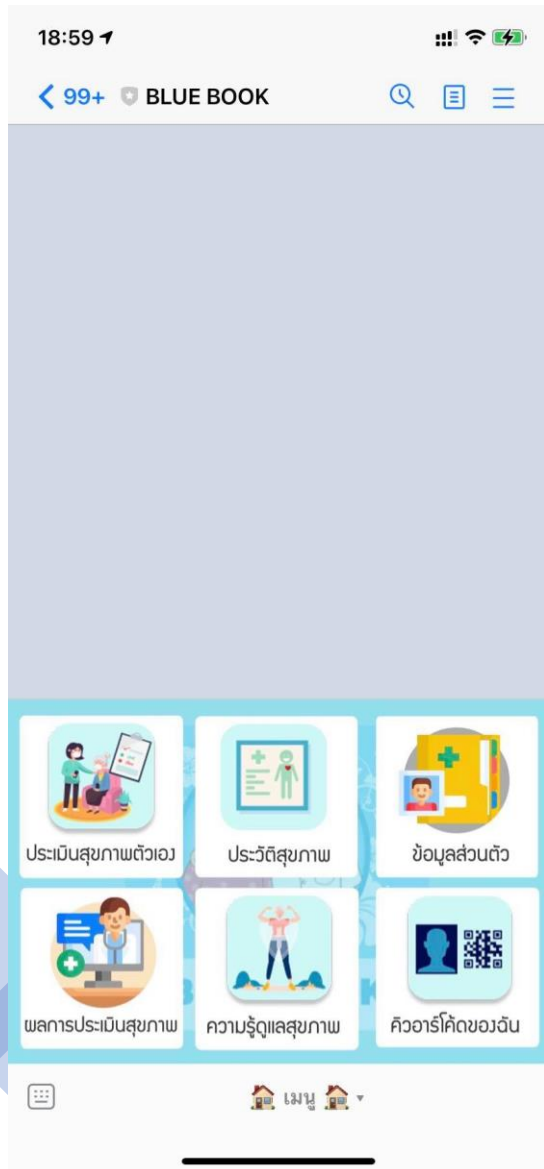 18:59
99+ BLUE BOOK
ประเมินสุขภาพตัวเอง
ประวัติสุขภาพ
ข้อมูลส่วนตัว
ผลการประเมินสุขภาพ
ความรู้ดูแลสุขภาพ
คิวอาร์โค้ดของฉัน
เมนู